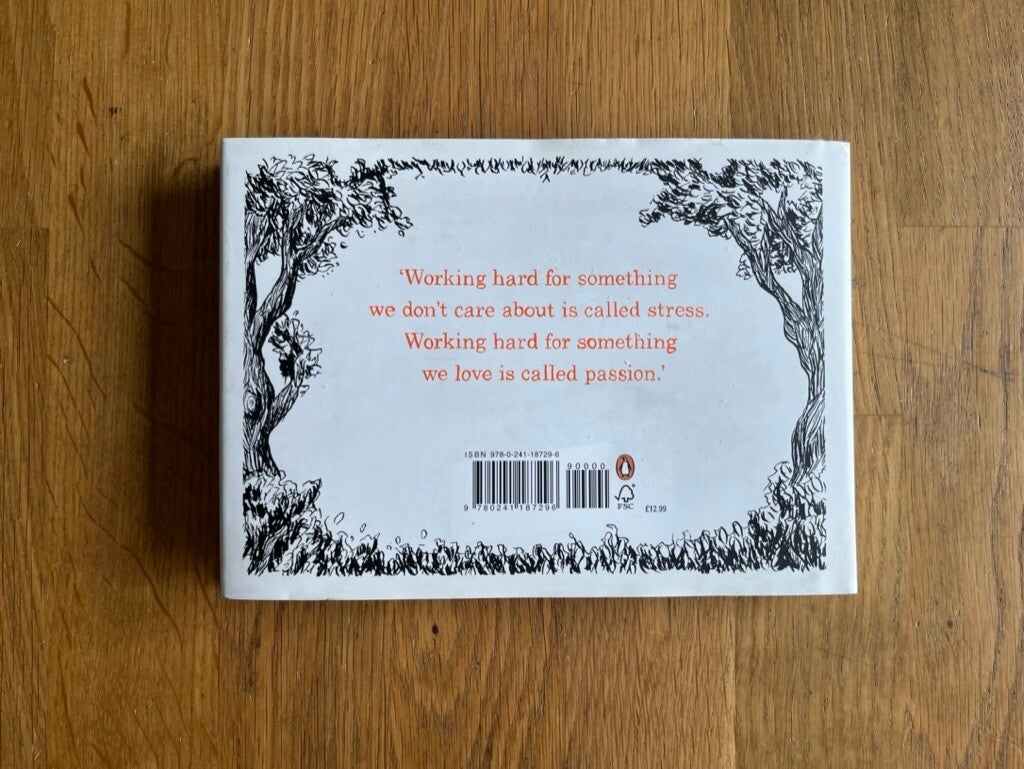 ‘Working hard for something
we don't care about is called stress.
Working hard for something
we love is called passion.’
ISBN 978-0-241-18729-6
90000
9 780241 187296
FSC
£12.99